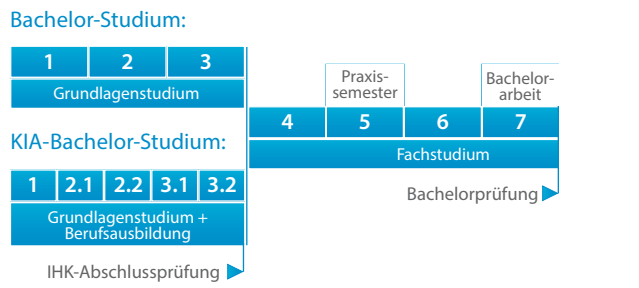 Bachelor-Studium:
1 2 3
Grundlagenstudium
Praxis-
semester
Bachelor-
arbeit
4 5 6 7
Fachstudium
Bachelorprüfung
KIA-Bachelor-Studium:
1 2.1 2.2 3.1 3.2
Grundlagenstudium +
Berufsausbildung
IHK-Abschlussprüfung